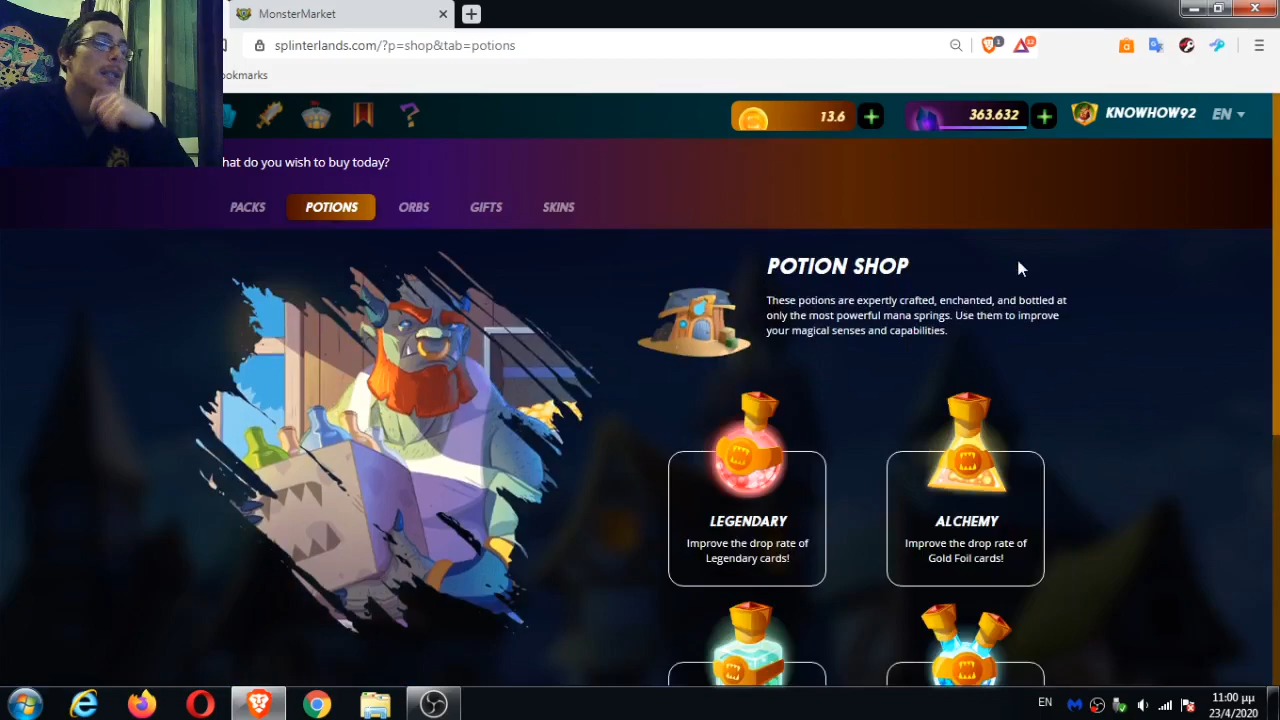 MonsterMarket
splinterlands.com/?p=shop&tab=potions
1
12
ookmarks
13.6
363.632
KNOWHOW92
EN
hat do you wish to buy today?
PACKS
POTIONS
ORBS
GIFTS
SKINS
POTION SHOP
These potions are expertly crafted, enchanted, and bottled at
only the most powerful mana springs. Use them to improve
your magical senses and capabilities.
LEGENDARY
Improve the drop rate of
Legendary cards!
ALCHEMY
Improve the drop rate of
Gold Foil cards!
EN
11:00 μμ
23/4/2020